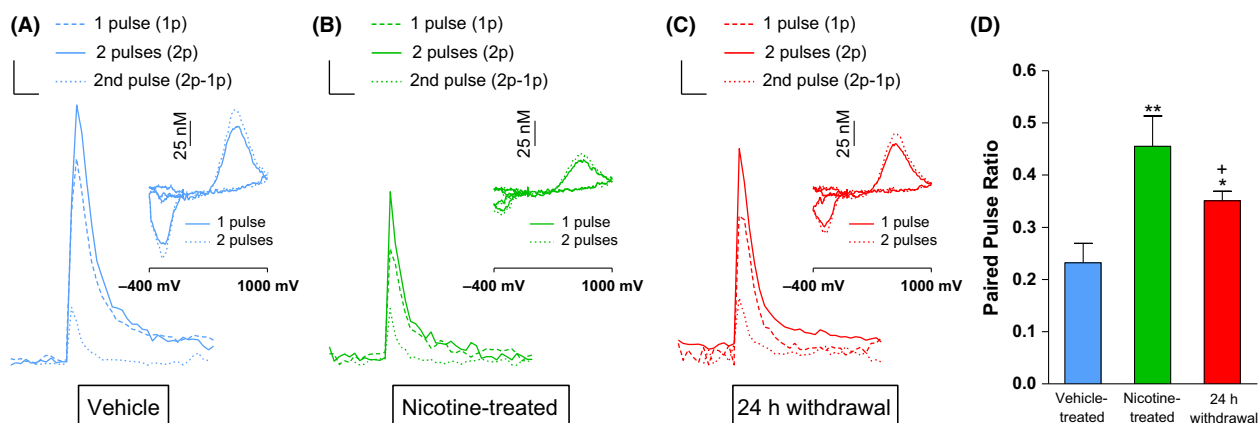 (A)
1 pulse (1p)
2 pulses (2p)
2nd pulse (2p-1p)
25 nM
1 pulse
2 pulses
–400 mV
1000 mV
Vehicle
(B)
1 pulse (1p)
2 pulses (2p)
2nd pulse (2p-1p)
25 nM
1 pulse
2 pulses
–400 mV
1000 mV
Nicotine-treated
(C)
1 pulse (1p)
2 pulses (2p)
2nd pulse (2p-1p)
25 nM
1 pulse
2 pulses
–400 mV
1000 mV
24 h withdrawal
(D)
Paired Pulse Ratio
0.6
0.5
0.4
0.3
0.2
0.1
0.0
**
+
*
Vehicle-
treated
Nicotine-
treated
24 h
withdrawal